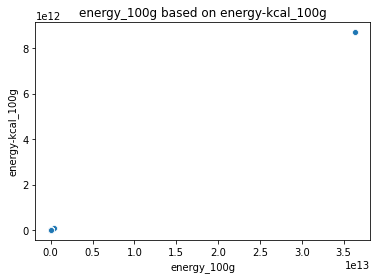 energy_100g based on energy-kcal_100g
1e12
8
6
4
2
0
energy-kcal_100g
0.0 0.5 1.0 1.5 2.0 2.5 3.0 3.5
1e13
energy_100g